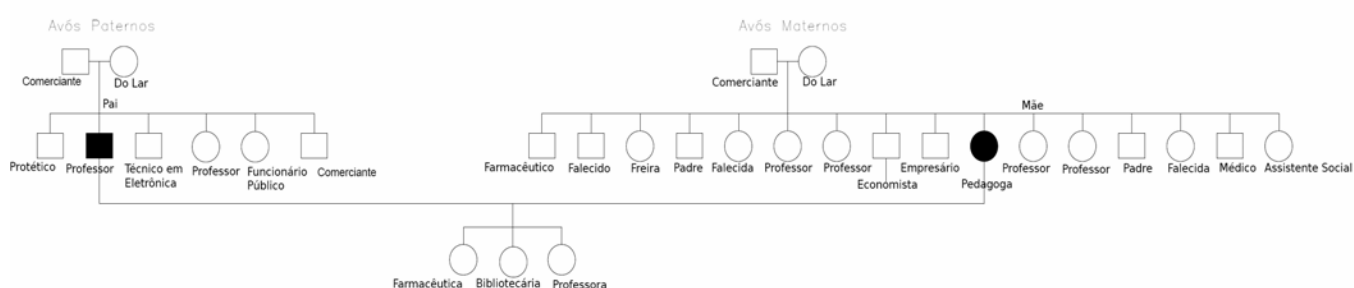 Avós Paternos
Avós Maternos
Comerciante
Do Lar
Comerciante
Do Lar
Pai
Mãe
Protético
Professor
Técnico em
Eletrônica
Professor
Funcionário
Público
Comerciante
Farmacêutico
Falecido
Freira
Padre
Falecida
Professor
Professor
Economista
Empresário
Pedagoga
Professor
Professor
Padre
Falecida
Médico
Assistente Social
Farmacêutica
Bibliotecária
Professora